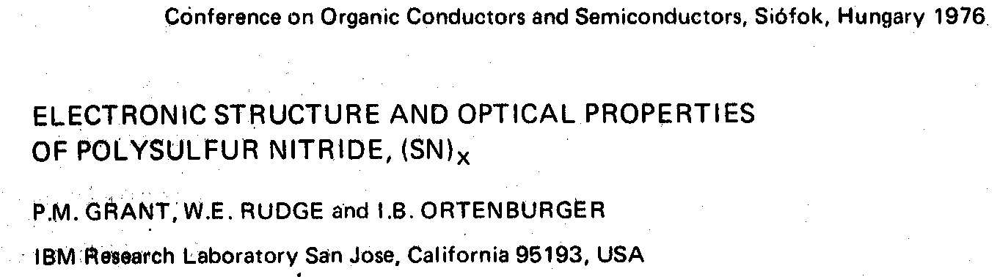 Conference on Organic Conductors and Semiconductors, Siófok, Hungary 1976.
ELECTRONIC STRUCTURE AND OPTICAL PROPERTIES
OF POLYSULFUR NITRIDE, (SN)x
P.M. GRANT, W.E. RUDGE and I.B. ORTENBURGER
IBM Research Laboratory San Jose, California 95193, USA